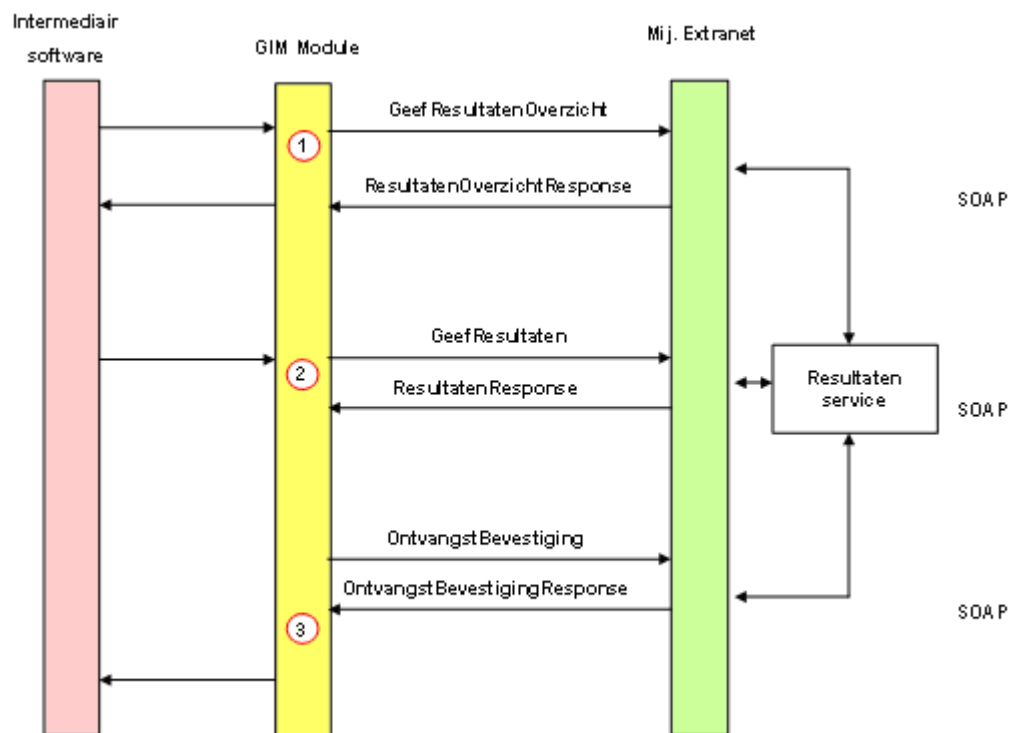 Intermediair
software
GIM Module
Mij. Extranet
GeefResultatenOverzicht
1
ResultatenOverzichtResponse
SOAP
GeefResultaten
2
ResultatenResponse
Resultaten
service
SOAP
OntvangstBevestiging
OntvangstBevestigingResponse
3
SOAP